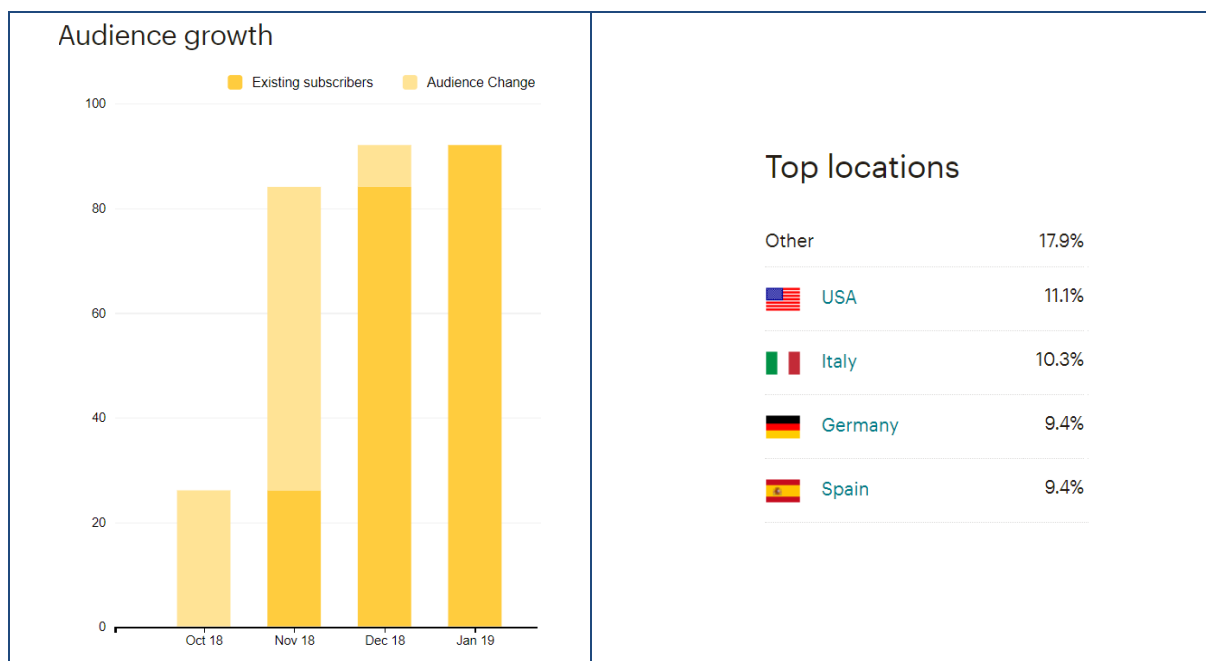 Audience growth
Existing subscribers Audience Change
100
80
60
40
20
0
Oct 18 Nov 18 Dec 18 Jan 19
Top locations
Other 17.9%
USA 11.1%
Italy 10.3%
Germany 9.4%
Spain 9.4%